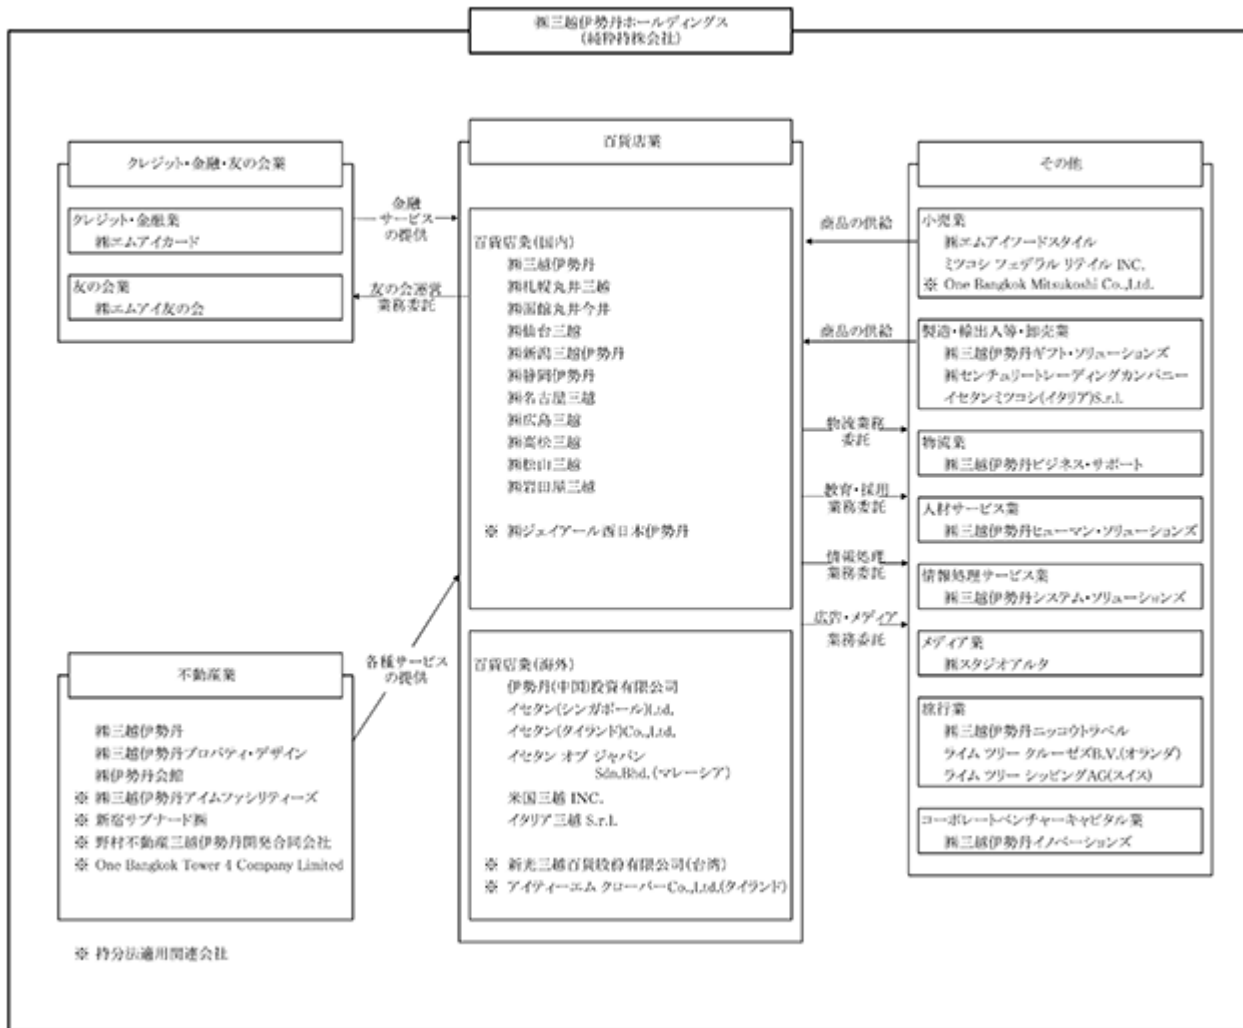 ㈱三越伊勢丹ホールディングス
(純粋持株会社)
クレジット・金融・友の会業
クレジット・金融業
㈱エムアイカード
友の会業
㈱エムアイ友の会
金融
サービス
の提供
友の会運営
業務委託
不動産業
㈱三越伊勢丹
㈱三越伊勢丹プロパティ・デザイン
㈱伊勢丹会館
※ ㈱三越伊勢丹アイムファシリティーズ
※ 新宿サブナード㈱
※ 野村不動産三越伊勢丹開発合同会社
※ One Bangkok Tower 4 Company Limited
各種サービス
の提供
※ 持分法適用関連会社
百貨店業
百貨店業(国内)
㈱三越伊勢丹
㈱札幌丸井三越
㈱函館丸井今井
㈱仙台三越
㈱新潟三越伊勢丹
㈱静岡伊勢丹
㈱名古屋三越
㈱広島三越
㈱高松三越
㈱松山三越
㈱岩田屋三越
※ ㈱ジェイアール西日本伊勢丹
百貨店業(海外)
伊勢丹(中国)投資有限公司
イセタン(シンガポール)Ltd.
イセタン(タイランド)Co.,Ltd.
イセタン オブ ジャパン
Sdn.Bhd.(マレーシア)
米国三越 INC.
イタリア三越 S.r.l.
※ 新光三越百貨股份有限公司(台湾)
※ アイティーエム クローバーCo.,Ltd.(タイランド)
商品の供給
商品の供給
物流業務
委託
教育・採用
業務委託
情報処理
業務委託
広告・メディア
業務委託
その他
小売業
㈱エムアイフードスタイル
ミツコシ フェデラル リテイル INC.
※ One Bangkok Mitsukoshi Co.,Ltd.
製造・輸出入等・卸売業
㈱三越伊勢丹ギフト・ソリューションズ
㈱センチュリートレーディングカンパニー
イセタンミツコシ(イタリア)S.r.l.
物流業
㈱三越伊勢丹ビジネス・サポート
人材サービス業
㈱三越伊勢丹ヒューマン・ソリューションズ
情報処理サービス業
㈱三越伊勢丹システム・ソリューションズ
メディア業
㈱スタジオアルタ
旅行業
㈱三越伊勢丹ニッコウトラベル
ライム ツリー クルーゼズB.V.(オランダ)
ライム ツリー シッピングAG(スイス)
コーポレートベンチャーキャピタル業
㈱三越伊勢丹イノベーションズ